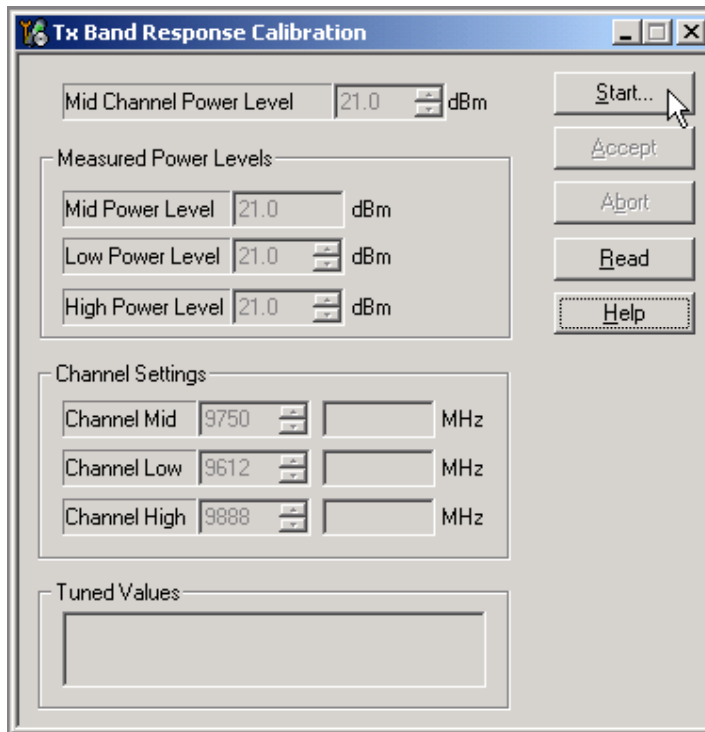 Tx Band Response Calibration
Mid Channel Power Level 21.0 dBm
Start...
Accept
Abort
Read
Help
Measured Power Levels
Mid Power Level 21.0 dBm
Low Power Level 21.0 dBm
High Power Level 21.0 dBm
Channel Settings
Channel Mid 9750 MHz
Channel Low 9612 MHz
Channel High 9888 MHz
Tuned Values